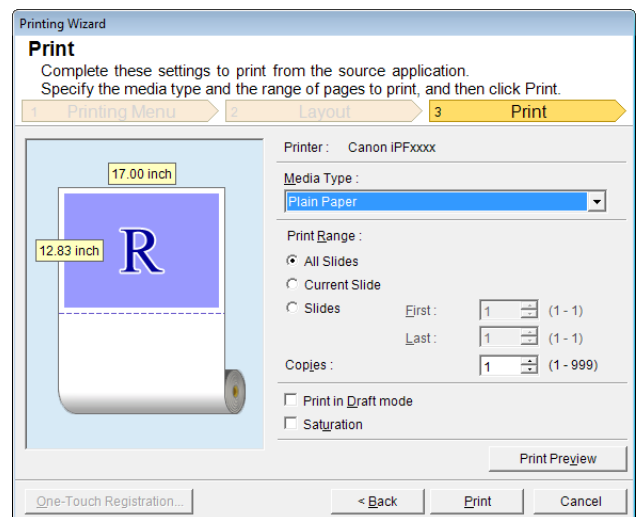 Printing Wizard
Print
Complete these settings to print from the source application.
Specify the media type and the range of pages to print, and then click Print.
1 Printing Menu 2 Layout 3 Print
Printer : Canon iPFxxxx
17.00 inch
Media Type :
Plain Paper
12.83 inch
R
Print Range :
All Slides
Current Slide
Slides First : 1 (1 - 1)
Last : 1 (1 - 1)
Copies : 1 (1 - 999)
Print in Draft mode
Saturation
Print Preview
One-Touch Registration... < Back Print Cancel